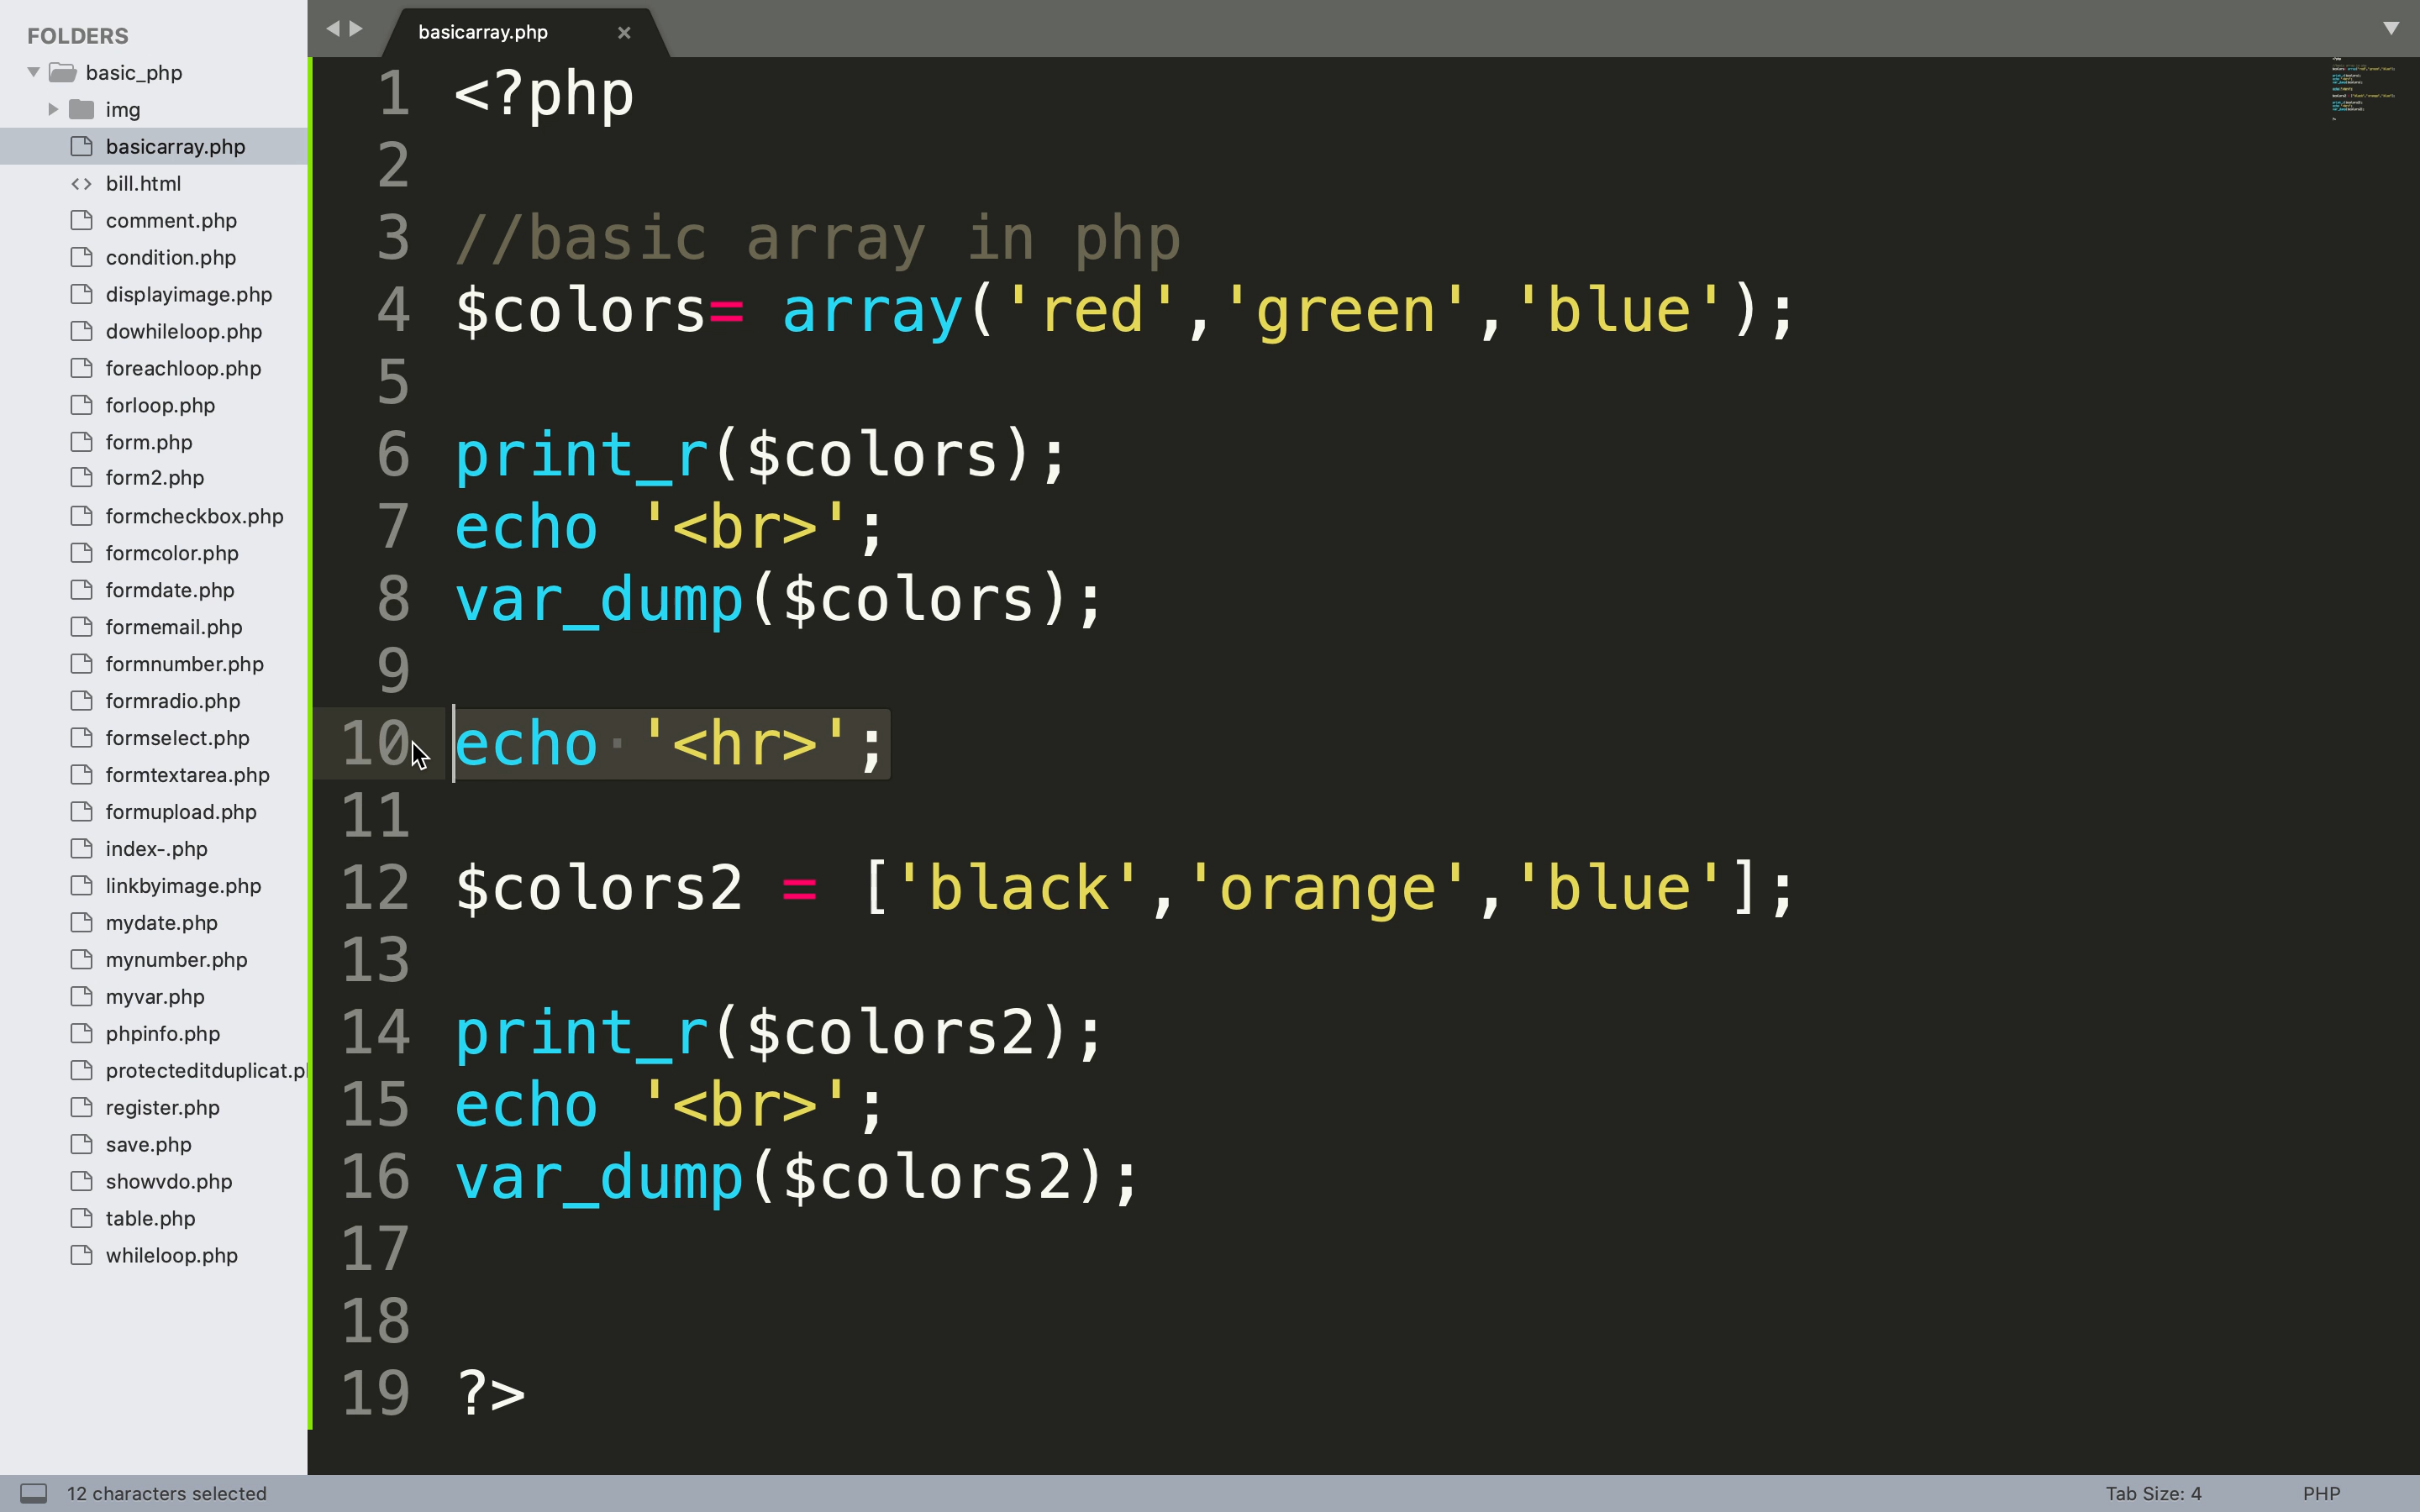 FOLDERS
basic_php
img
basicarray.php
bill.html
comment.php
condition.php
displayimage.php
dowhileloop.php
foreachloop.php
forloop.php
form.php
form2.php
formcheckbox.php
formcolor.php
formdate.php
formemail.php
formnumber.php
formradio.php
formselect.php
formtextarea.php
formupload.php
index-.php
linkbyimage.php
mydate.php
mynumber.php
myvar.php
phpinfo.php
protecteditduplicat.p
register.php
save.php
showvdo.php
table.php
whileloop.php
basicarray.php ×
1 <?php
2
3 //basic array in php
4 $colors= array('red','green','blue');
5
6 print_r($colors);
7 echo '<br>';
8 var_dump($colors);
9
10 echo '<hr>';
11
12 $colors2 = ['black','orange','blue'];
13
14 print_r($colors2);
15 echo '<br>';
16 var_dump($colors2);
17
18
19 ?>
12 characters selected
Tab Size: 4 PHP